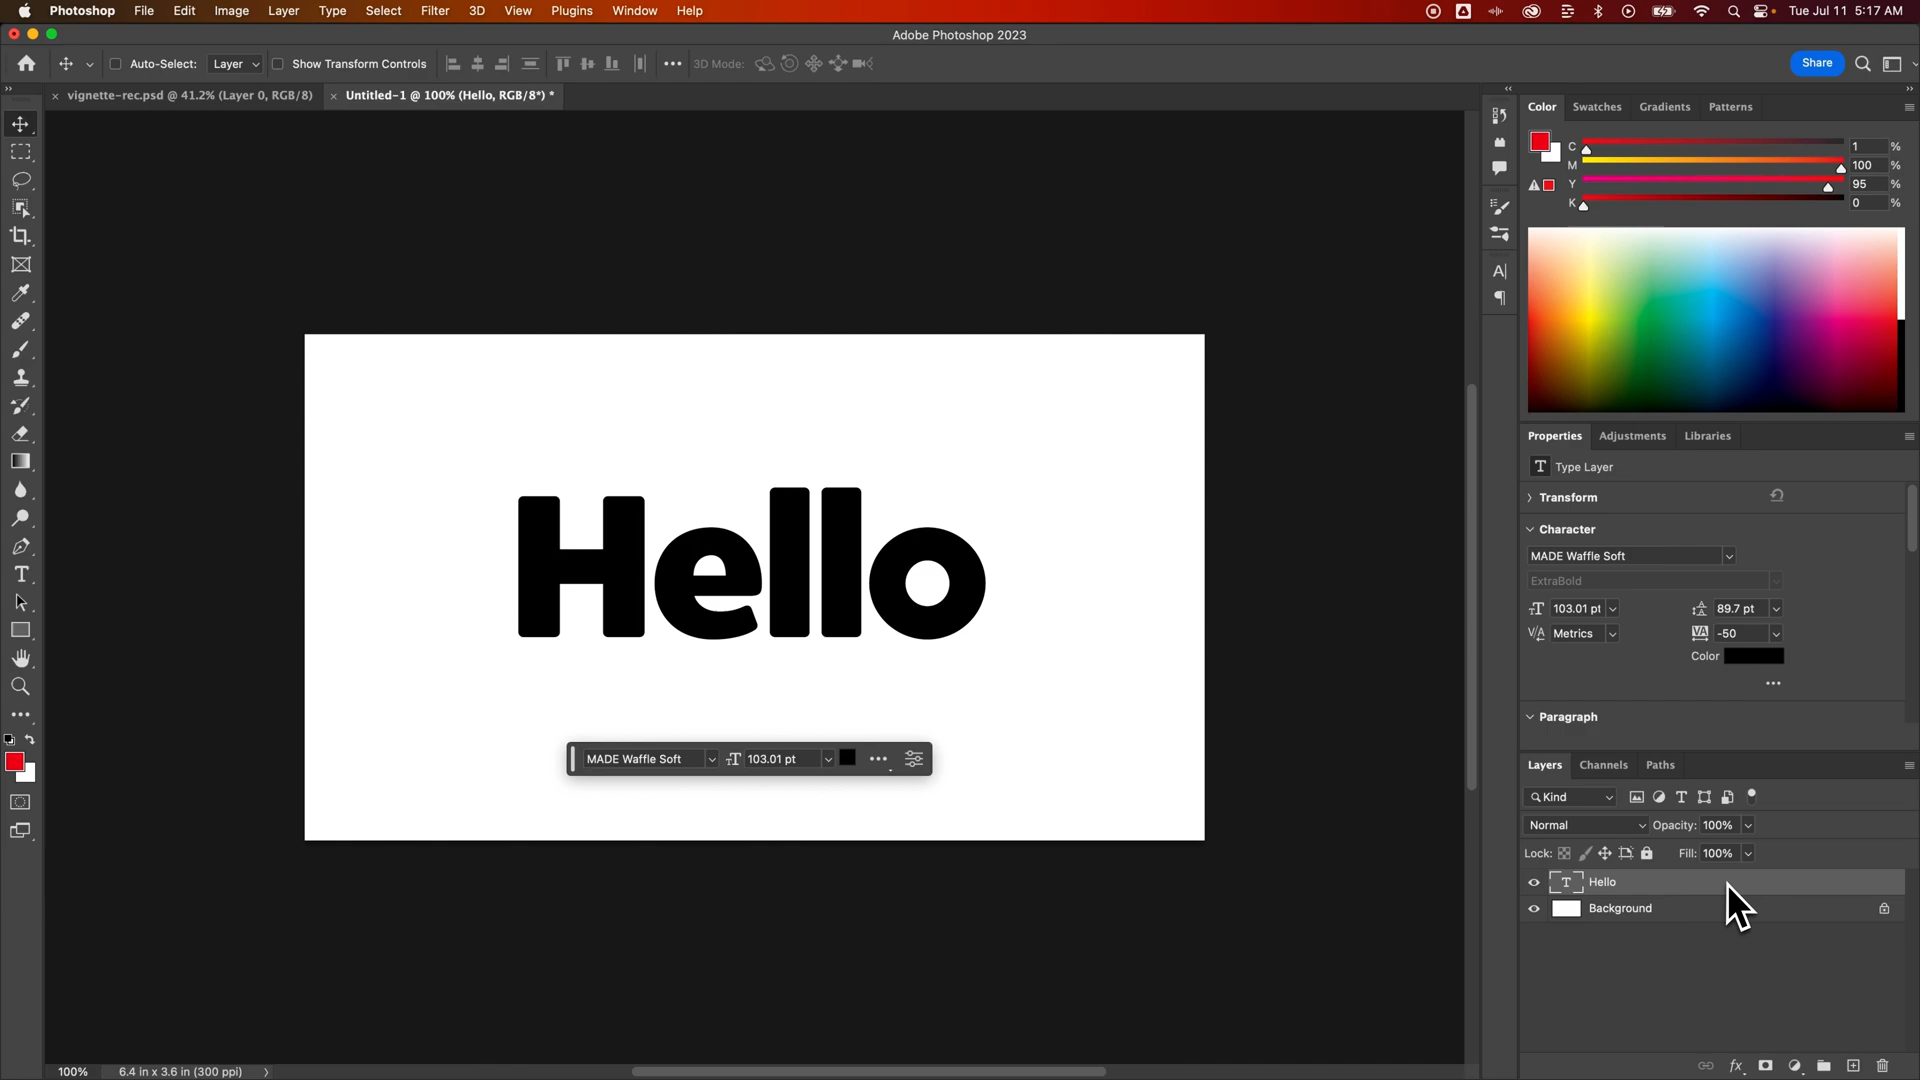 Photoshop File Edit Image Layer Type Select Filter 3D View Plugins Window Help Tue Jul 11 5:17 AM
Adobe Photoshop 2023
Auto-Select: Layer Show Transform Controls 3D Mode: Share
vignette-rec.psd @ 41.2% (Layer 0, RGB/8) Untitled-1 @ 100% (Hello, RGB/8*) *
Color Swatches Gradients Patterns
C 1 %
M 100 %
Y 95 %
K 0 %
Properties Adjustments Libraries
Type Layer
Transform
Character
MADE Waffle Soft
ExtraBold
103.01 pt 89.7 pt
Metrics -50
Color
Paragraph
Hello
MADE Waffle Soft 103.01 pt
Layers Channels Paths
Kind
Normal Opacity: 100%
Lock: Fill: 100%
Hello
Background
100% 6.4 in x 3.6 in (300 ppi)